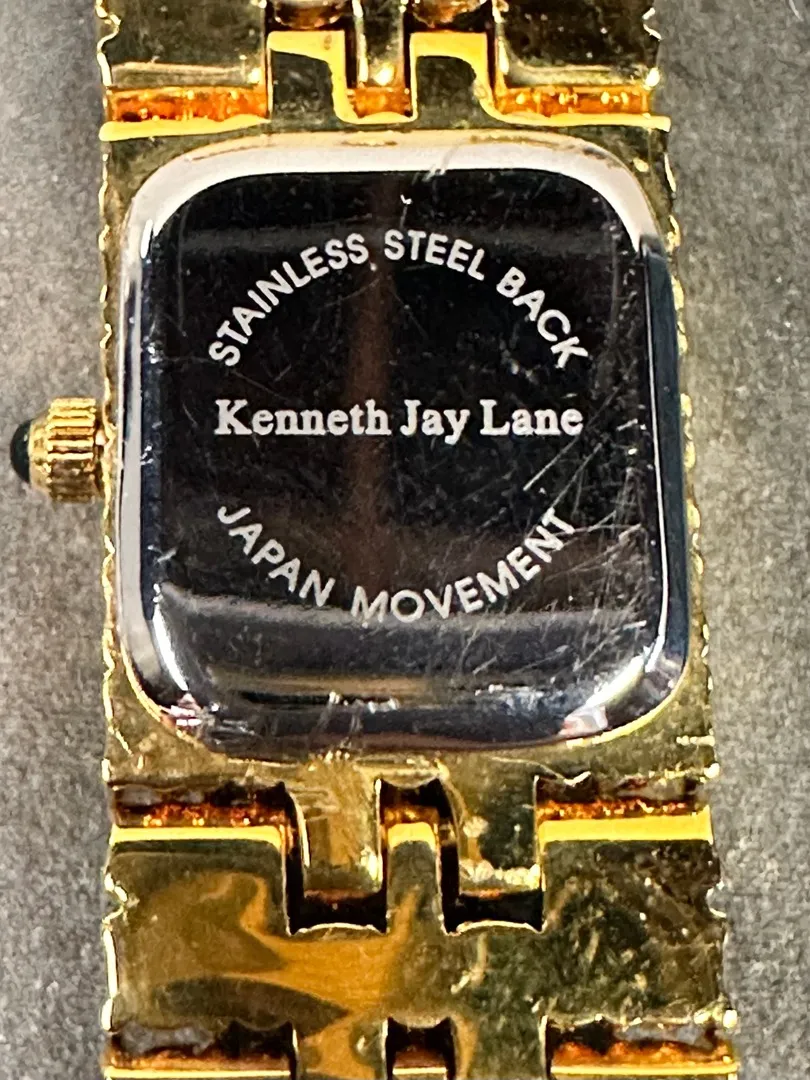 STAINLESS STEEL BACK
Kenneth Jay Lane
JAPAN MOVEMENT